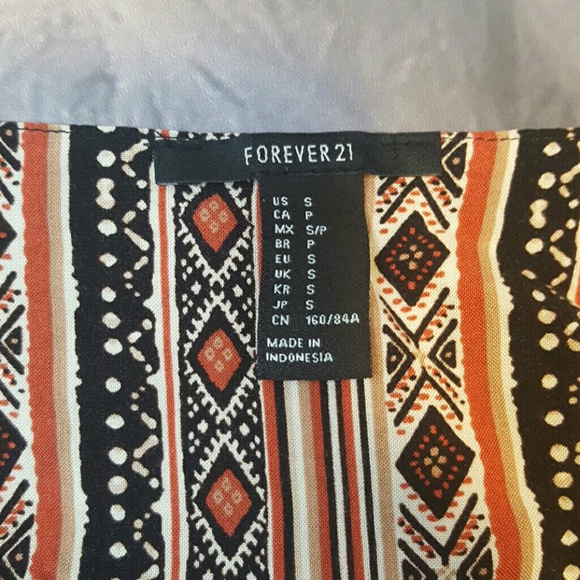 FOREVER 21
US S
CA P
MX S/P
BR P
EU S
UK S
KR S
JP S
CN 160/84A
MADE IN
INDONESIA